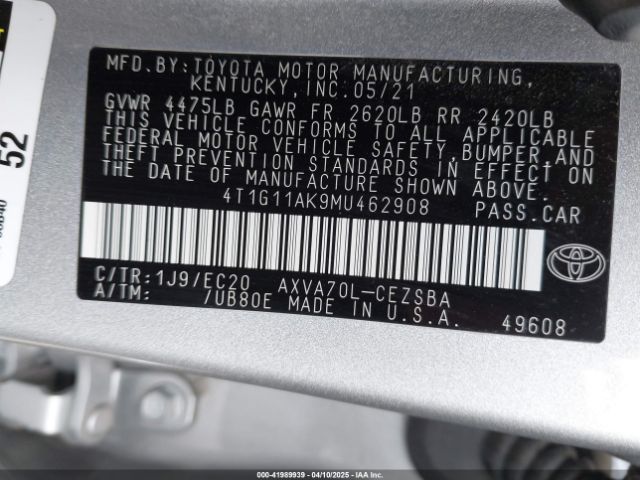 52
MFD.BY:TOYOTA MOTOR MANUFACTURING,
KENTUCKY, INC. 05/21
GVWR 4475LB GAWR FR 2620LB RR 2420LB
THIS VEHICLE CONFORMS TO ALL APPLICABLE
FEDERAL MOTOR VEHICLE SAFETY, BUMPER, AND
THEFT PREVENTION STANDARDS IN EFFECT ON
THE DATE OF MANUFACTURE SHOWN ABOVE.
4T1G11AK9MU462908 PASS.CAR
C/TR:1J9/EC20 AXVA70L-CEZSBA
A/TM: /UB80E MADE IN U.S.A.
49608
000-41989939 / 04/10/2025 / IAA Inc.